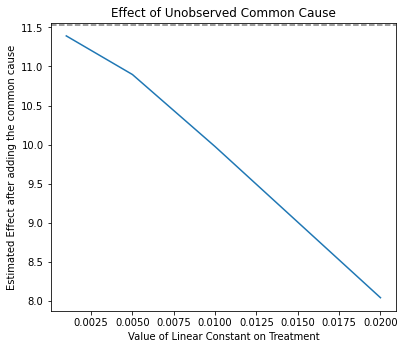 Effect of Unobserved Common Cause
Estimated Effect after adding the common cause
11.5
11.0
10.5
10.0
9.5
9.0
8.5
8.0
0.0025 0.0050 0.0075 0.0100 0.0125 0.0150 0.0175 0.0200
Value of Linear Constant on Treatment